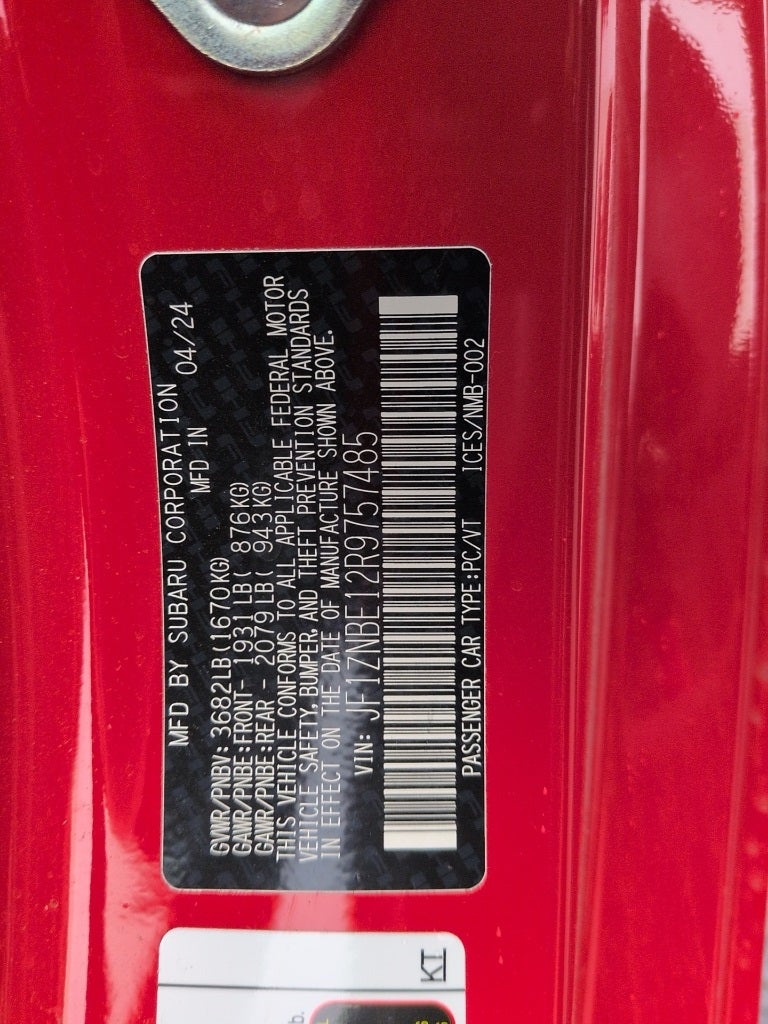 MFD BY SUBARU CORPORATION
MFD IN 04/24
GVWR/PNBV: 3682LB(1670KG)
GAWR/PNBE:FRONT- 1931LB( 876KG)
GAWR/PNBE:REAR - 2079LB( 943KG)
THIS VEHICLE CONFORMS TO ALL APPLICABLE FEDERAL MOTOR
VEHICLE SAFETY, BUMPER, AND THEFT PREVENTION STANDARDS
IN EFFECT ON THE DATE OF MANUFACTURE SHOWN ABOVE.
VIN: JF1ZNBE12R9757485
PASSENGER CAR TYPE:PC/VT ICES/NMB-002
KT